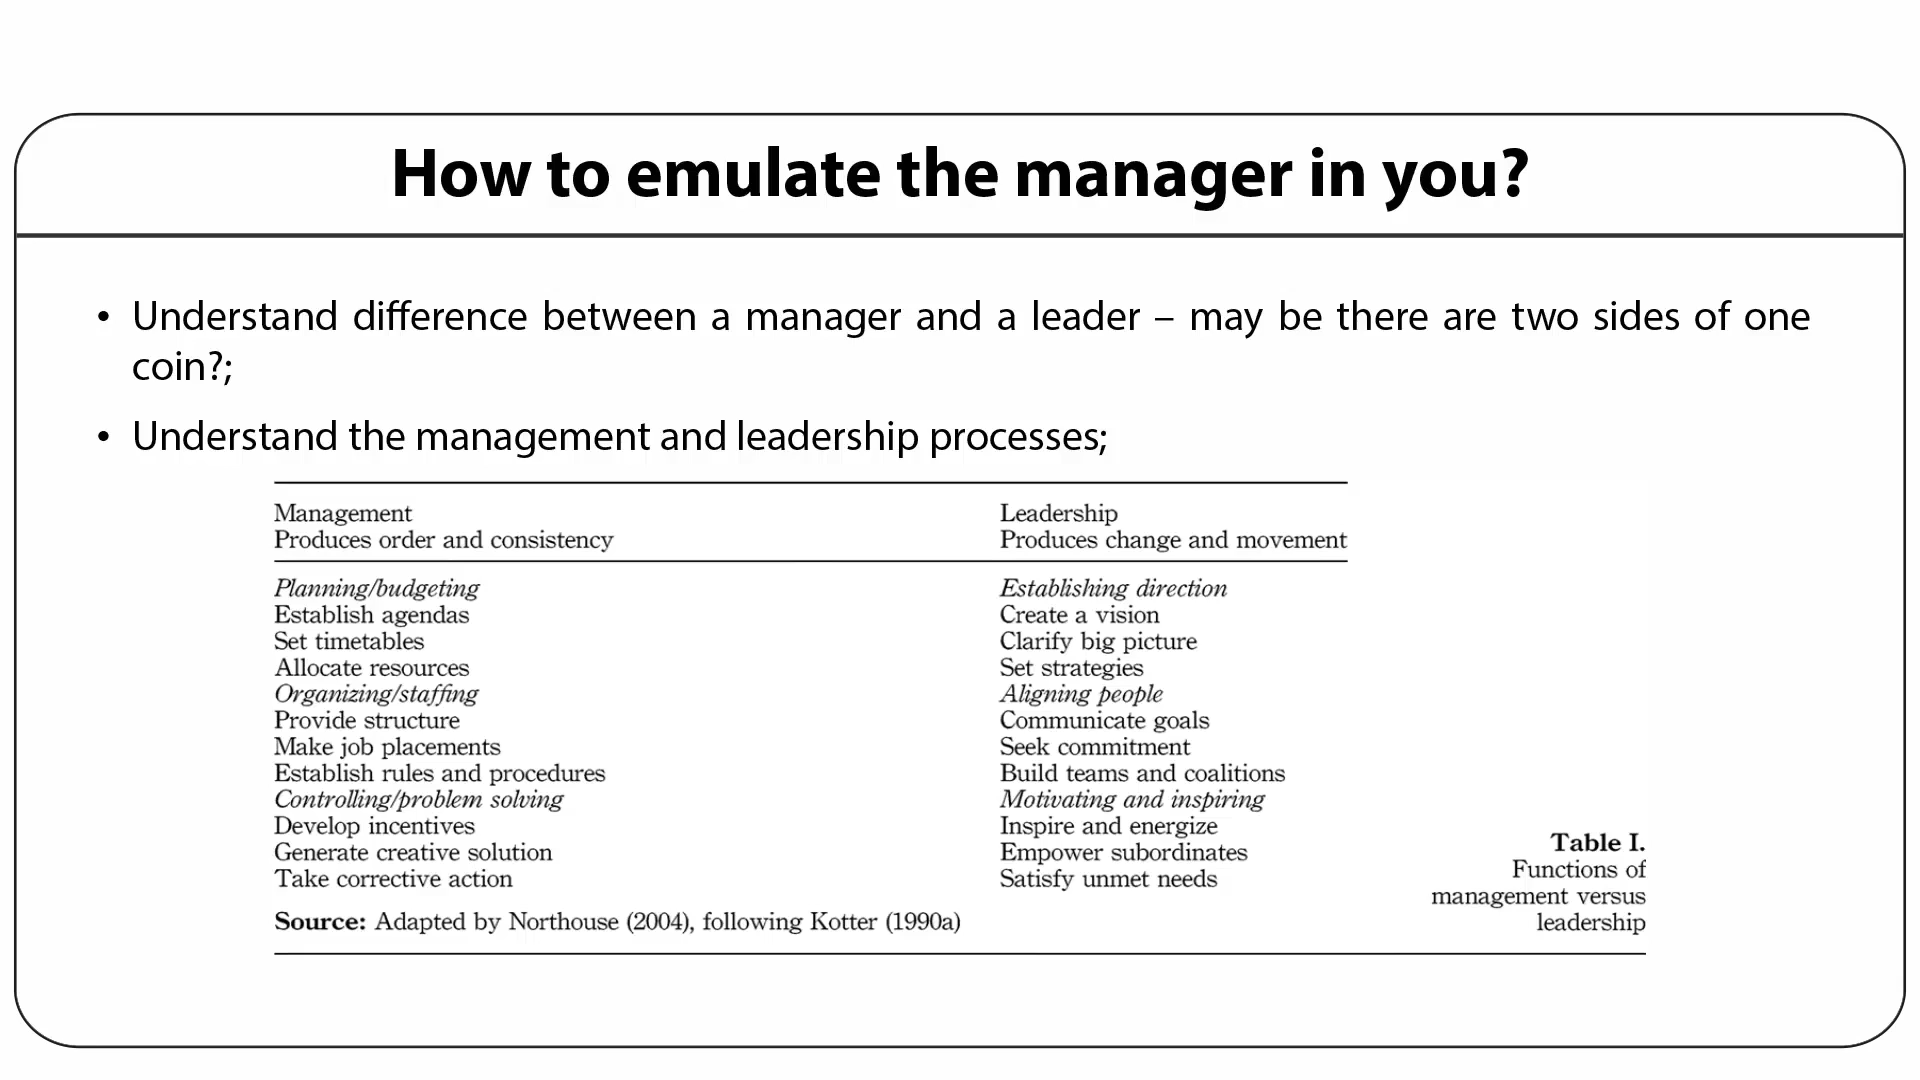 How to emulate the manager in you?
• Understand difference between a manager and a leader – may be there are two sides of one
coin?;
• Understand the management and leadership processes;
Management Leadership
Produces order and consistency Produces change and movement
Planning/budgeting Establishing direction
Establish agendas Create a vision
Set timetables Clarify big picture
Allocate resources Set strategies
Organizing/staffing Aligning people
Provide structure Communicate goals
Make job placements Seek commitment
Establish rules and procedures Build teams and coalitions
Controlling/problem solving Motivating and inspiring
Develop incentives Inspire and energize
Generate creative solution Empower subordinates
Take corrective action Satisfy unmet needs
Source: Adapted by Northouse (2004), following Kotter (1990a)
Table I.
Functions of
management versus
leadership